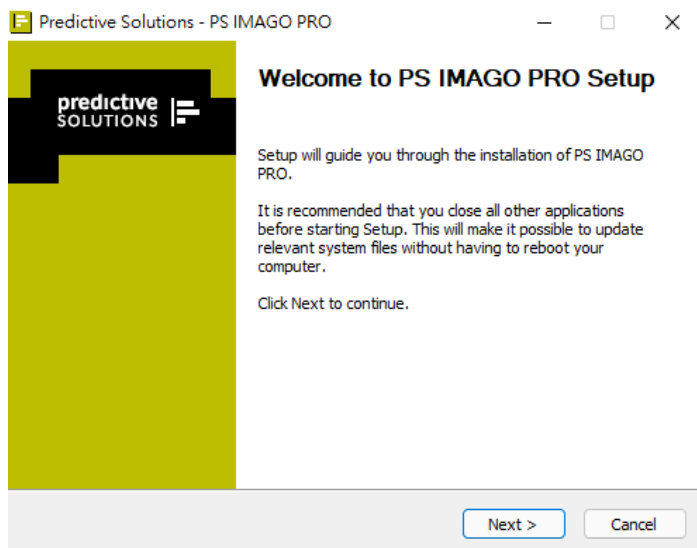 Predictive Solutions - PS IMAGO PRO
predictive
SOLUTIONS
Welcome to PS IMAGO PRO Setup
Setup will guide you through the installation of PS IMAGO
PRO.
It is recommended that you close all other applications
before starting Setup. This will make it possible to update
relevant system files without having to reboot your
computer.
Click Next to continue.
Next >
Cancel